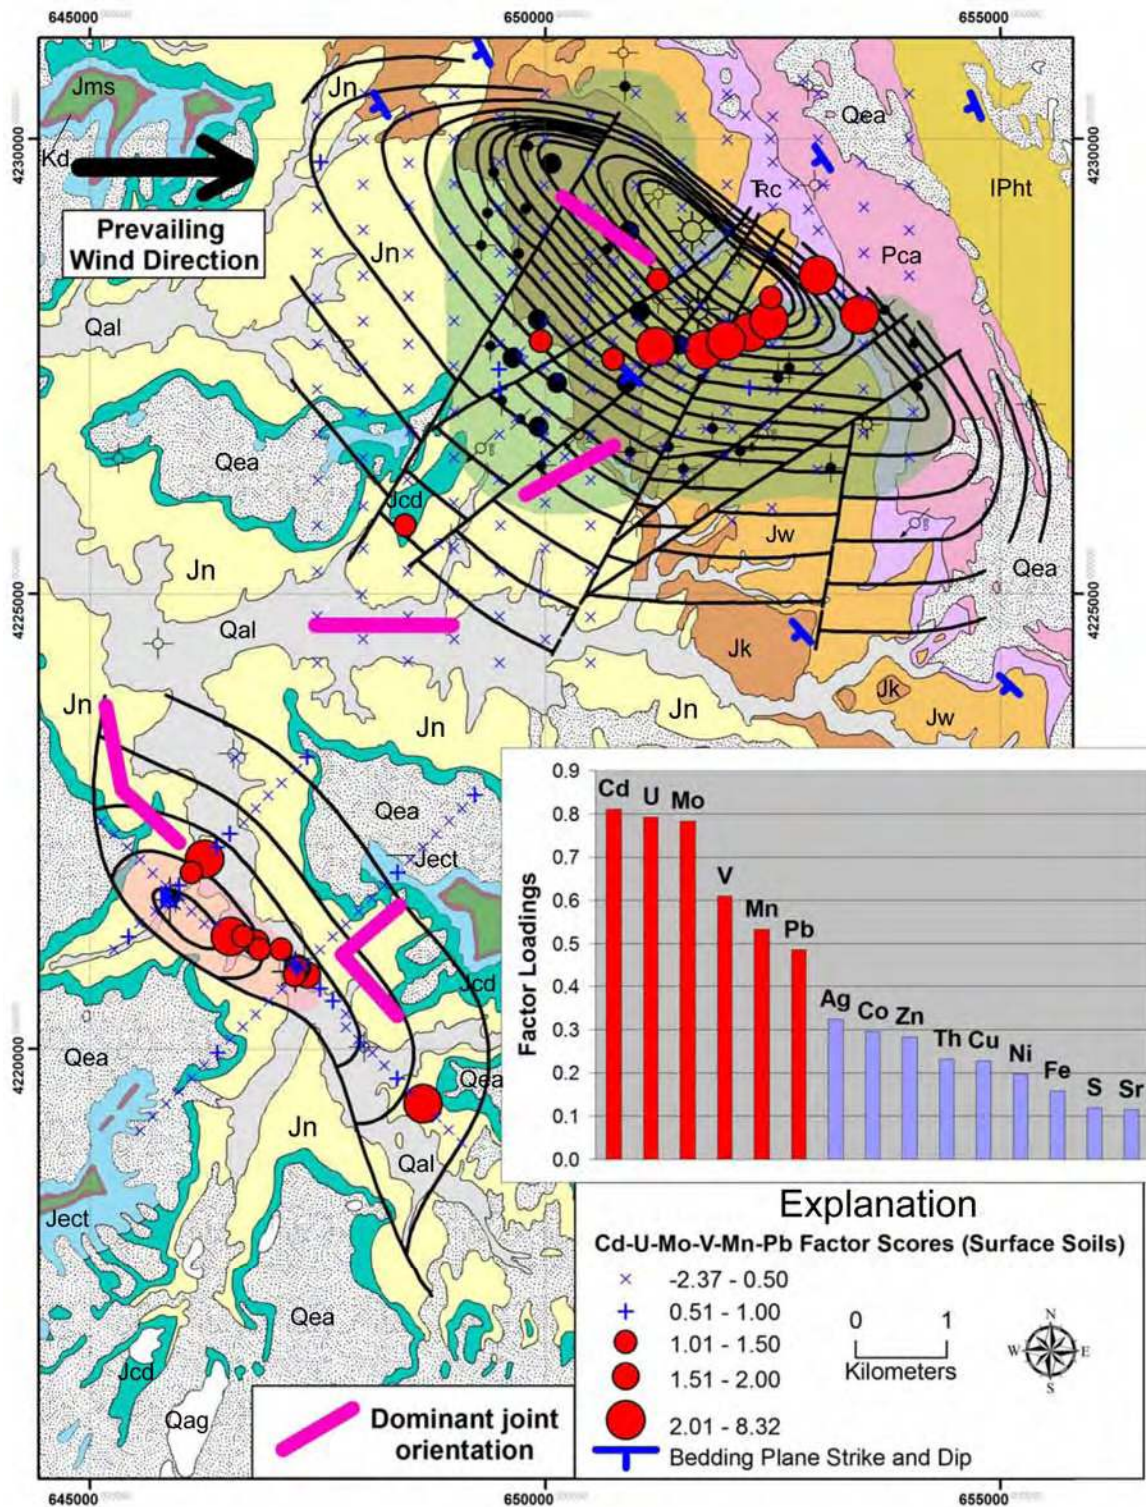 645000
650000
655000
Jms
Jn
Qea
4230000
4230000
Kd
TRc
IPht
Prevailing
Wind Direction
Jn
Pca
Qal
Qea
Jcd
Jw
Jn
Qea
4225000
4225000
Qal
Jk
Jk
Jn
Jn
Jn
Jw
Qea
Ject
Jcd
Qea
Qea
4220000
Jn
Qal
Ject
Qea
Jcd
Qag
0.9
0.8
0.7
0.6
0.5
0.4
0.3
0.2
0.1
0.0
Factor Loadings
Cd
U
Mo
V
Mn
Pb
Ag
Co
Zn
Th
Cu
Ni
Fe
S
Sr
Explanation
Cd-U-Mo-V-Mn-Pb Factor Scores (Surface Soils)
-2.37 - 0.50
0.51 - 1.00
1.01 - 1.50
1.51 - 2.00
2.01 - 8.32
Bedding Plane Strike and Dip
0 1
Kilometers
N
W E
S
Dominant joint
orientation
645000
650000
655000